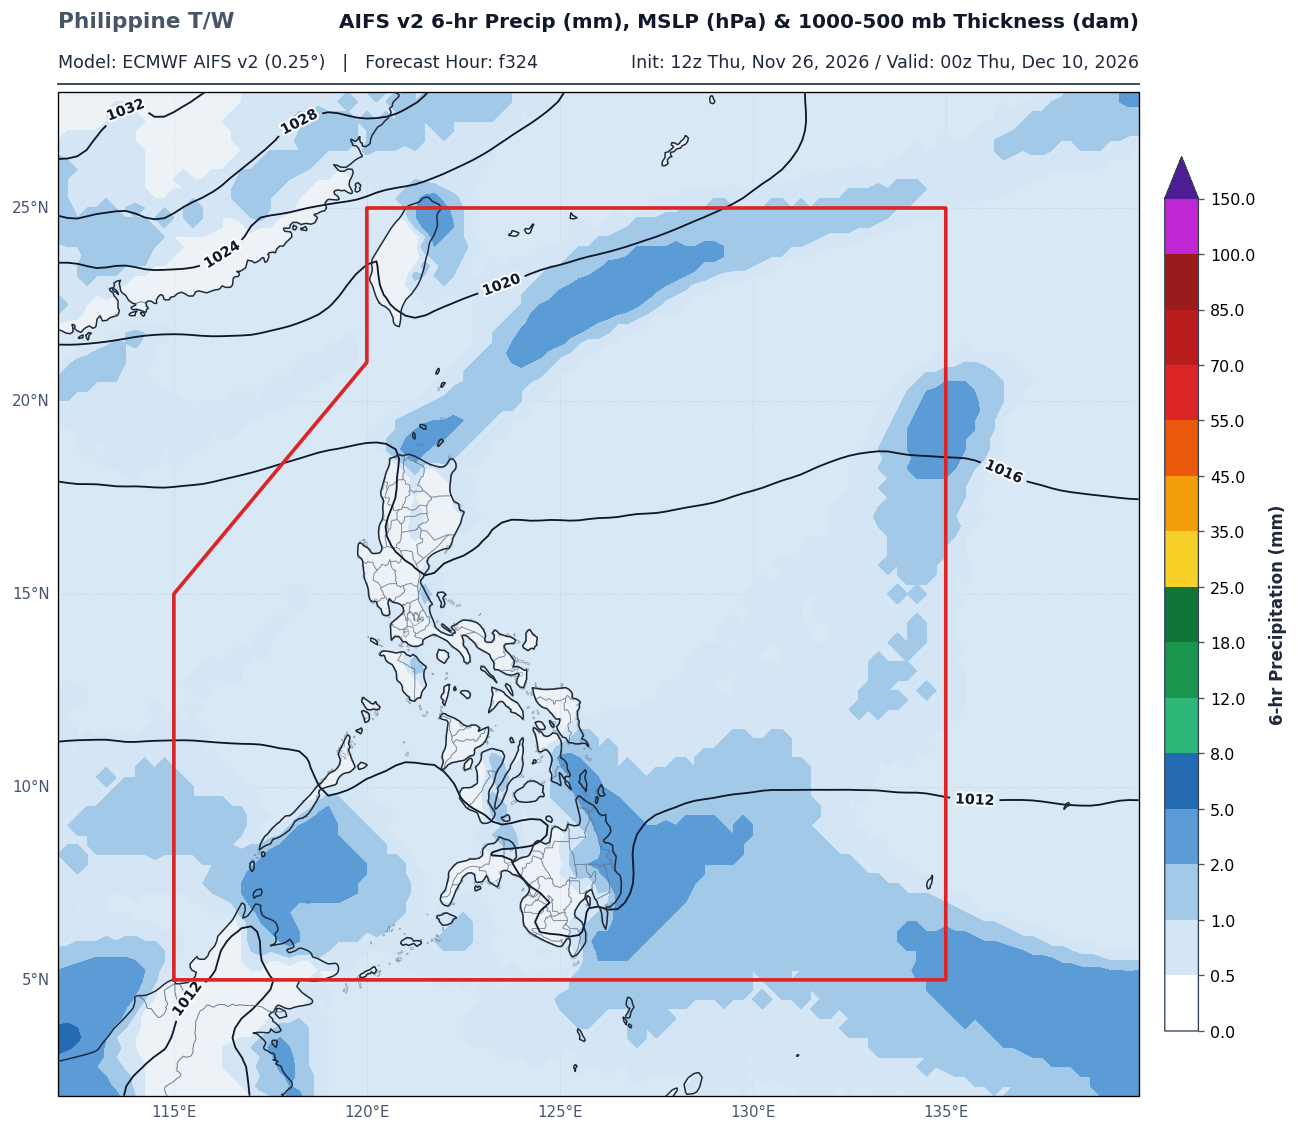 Philippine T/W
AIFS v2 6-hr Precip (mm), MSLP (hPa) & 1000-500 mb Thickness (dam)
Model: ECMWF AIFS v2 (0.25°) | Forecast Hour: f324
Init: 12z Thu, Nov 26, 2026 / Valid: 00z Thu, Dec 10, 2026
1032
1028
1024
1020
1016
1012
1012
25°N
20°N
15°N
10°N
5°N
115°E
120°E
125°E
130°E
135°E
150.0
100.0
85.0
70.0
55.0
45.0
35.0
25.0
18.0
12.0
8.0
5.0
2.0
1.0
0.5
0.0
6-hr Precipitation (mm)